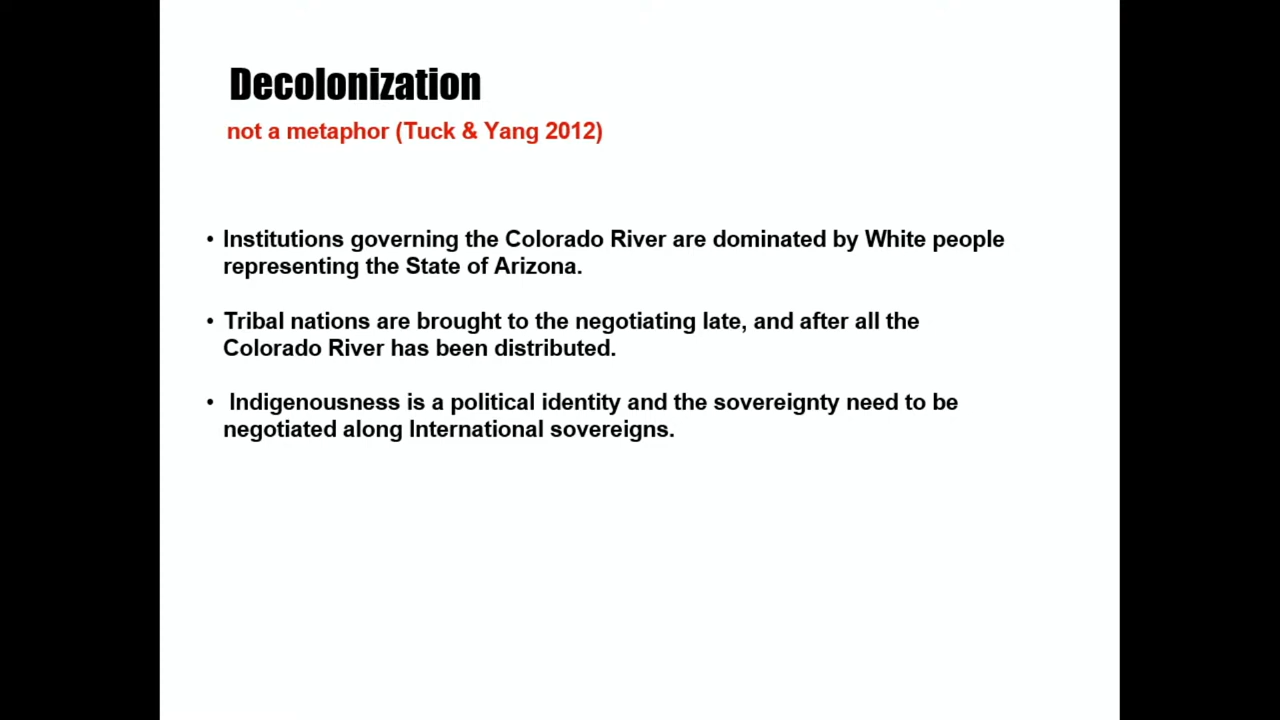 Decolonization
not a metaphor (Tuck & Yang 2012)
• Institutions governing the Colorado River are dominated by White people
representing the State of Arizona.
• Tribal nations are brought to the negotiating late, and after all the
Colorado River has been distributed.
• Indigenousness is a political identity and the sovereignty need to be
negotiated along International sovereigns.